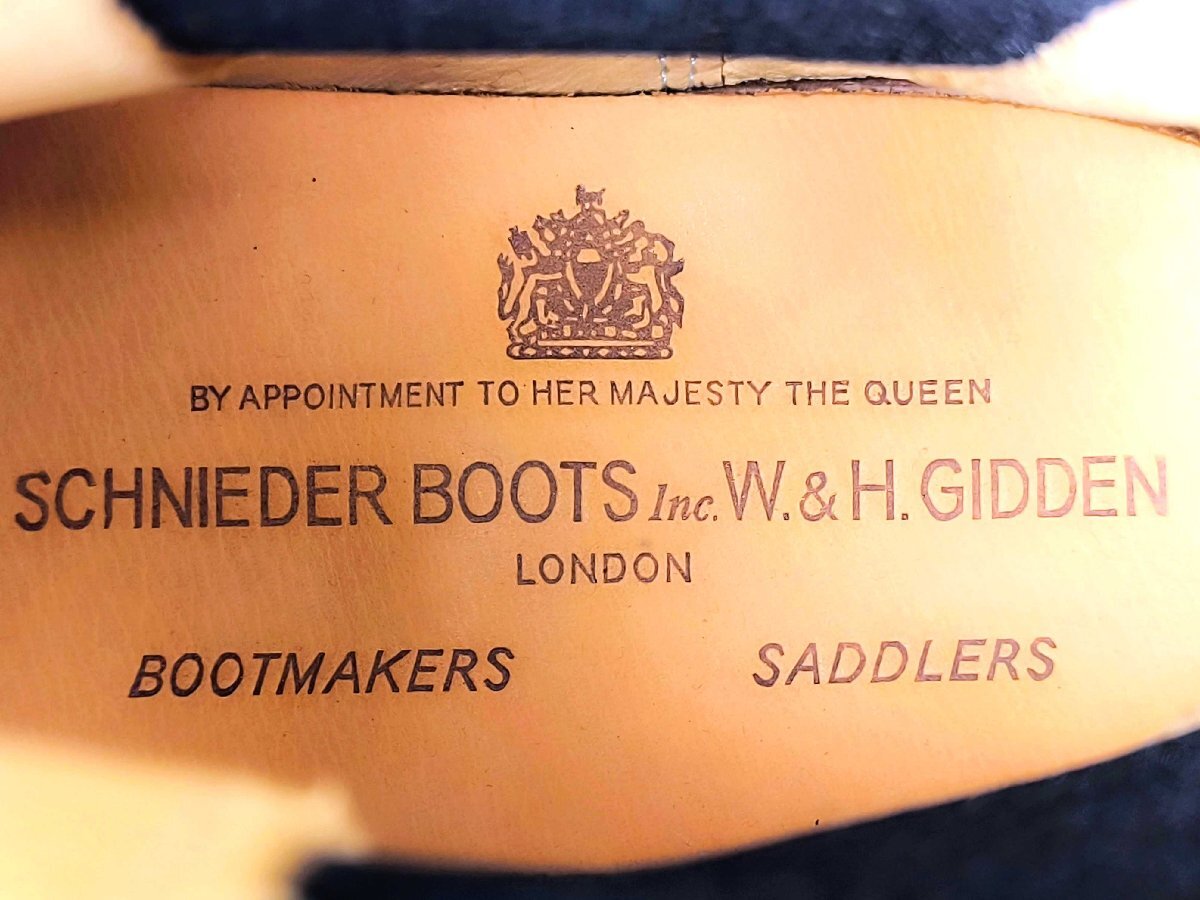 BY APPOINTMENT TO HER MAJESTY THE QUEEN
SCHNIEDER BOOTS Inc. W. & H. GIDDEN
LONDON
BOOTMAKERS SADDLERS